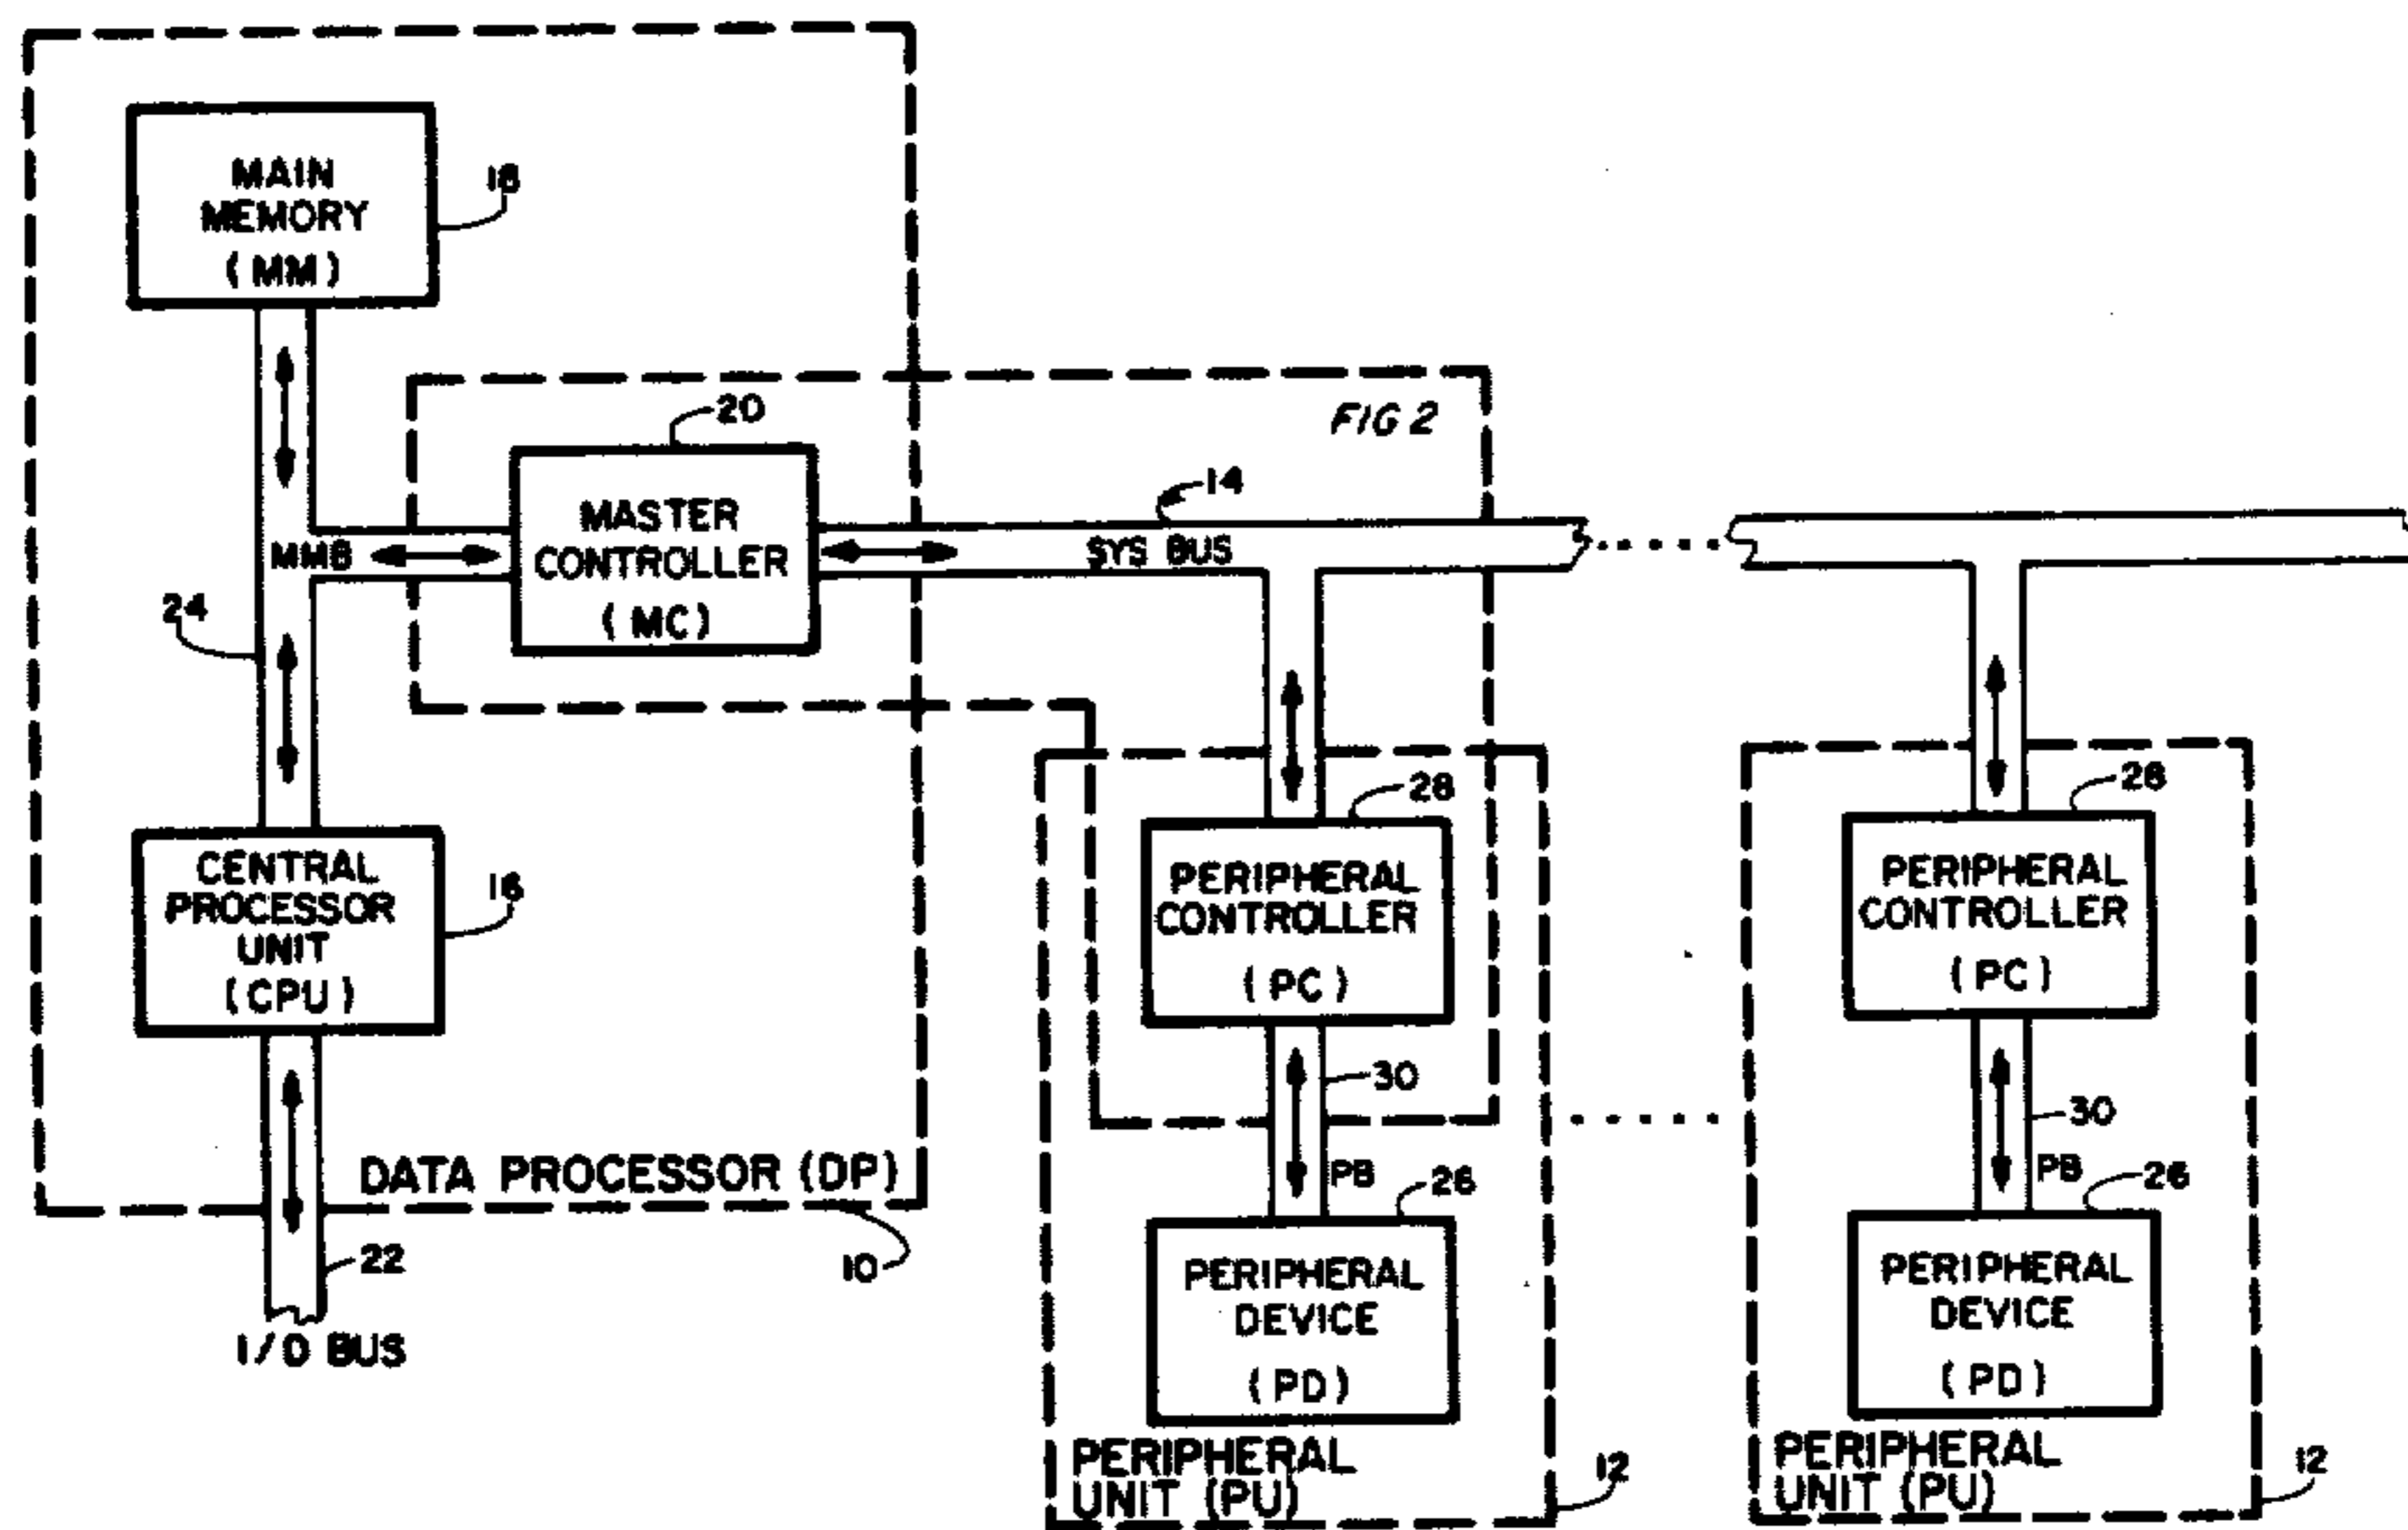 MAIN
MEMORY
(MM)
18
20
FIG 2
MASTER
CONTROLLER
(MC)
MMB
14
SYS BUS
24
CENTRAL
PROCESSOR
UNIT
(CPU)
16
28
PERIPHERAL
CONTROLLER
(PC)
28
PERIPHERAL
CONTROLLER
(PC)
30
PB
30
PB
DATA PROCESSOR (DP)
10
22
I/O BUS
26
PERIPHERAL
DEVICE
(PD)
26
PERIPHERAL
DEVICE
(PD)
PERIPHERAL
UNIT (PU)
12
PERIPHERAL
UNIT (PU)
12